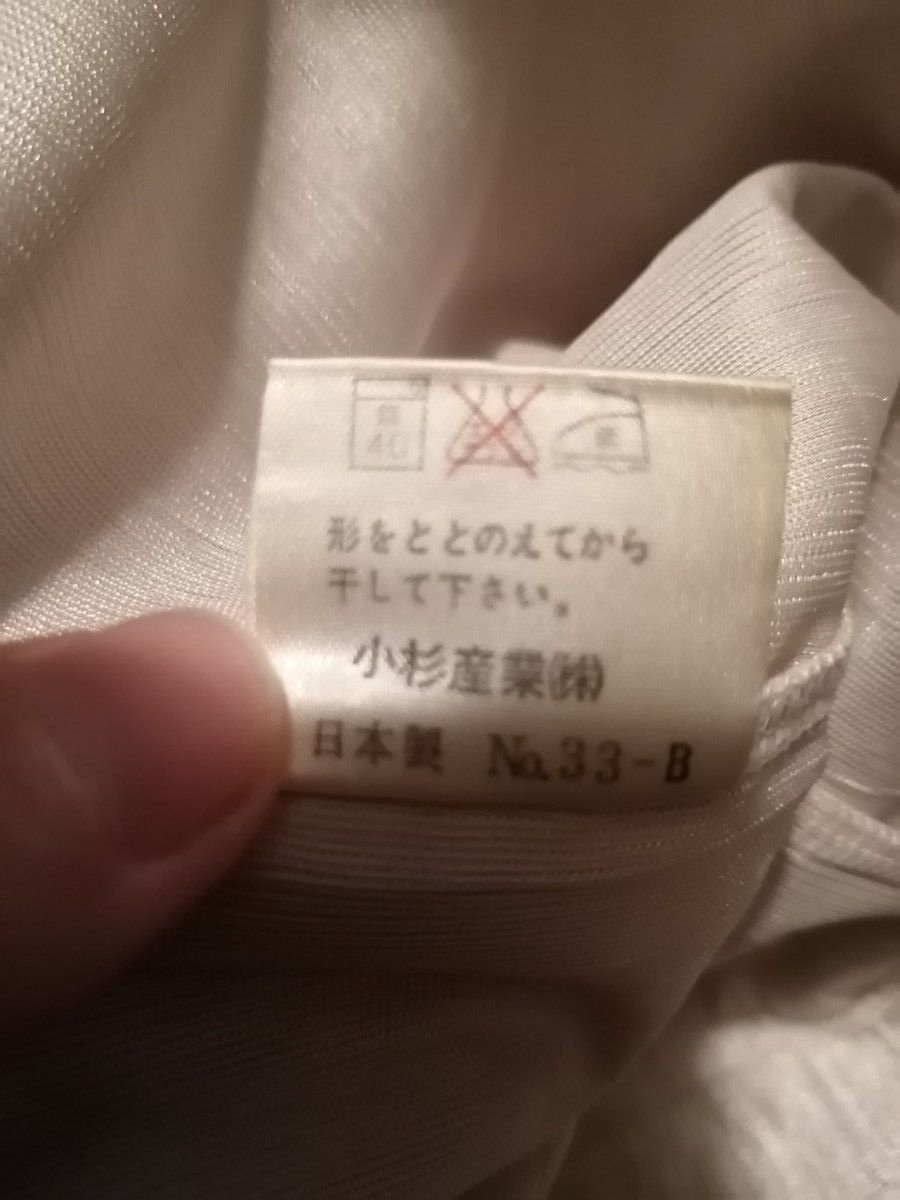 40
形をととのえてから
干して下さい。
小杉産業㈱
日本製 No.33-B